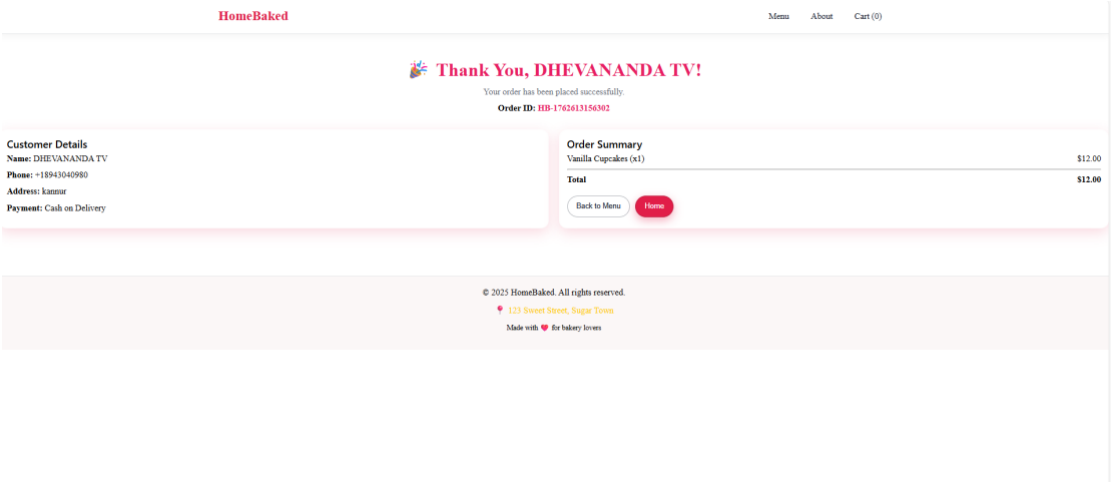 HomeBaked
Menu About Cart (0)
🎉 Thank You, DHEVANANDA TV!
Your order has been placed successfully.
Order ID: HB-1762613156302
Customer Details
Name: DHEVANANDA TV
Phone: +18943040980
Address: kannur
Payment: Cash on Delivery
Order Summary
Vanilla Cupcakes (x1) $12.00
Total $12.00
Back to Menu Home
© 2025 HomeBaked. All rights reserved.
📍 123 Sweet Street, Sugar Town
Made with ❤️ for bakery lovers